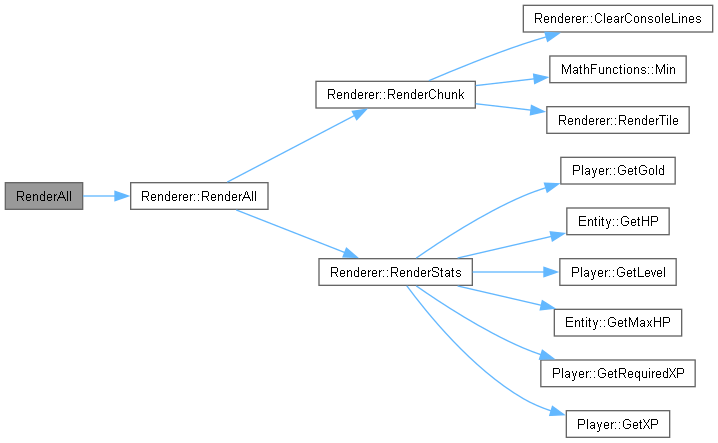 Renderer::ClearConsoleLines
MathFunctions::Min
Renderer::RenderChunk
Renderer::RenderTile
Player::GetGold
RenderAll
Renderer::RenderAll
Entity::GetHP
Renderer::RenderStats
Player::GetLevel
Entity::GetMaxHP
Player::GetRequiredXP
Player::GetXP